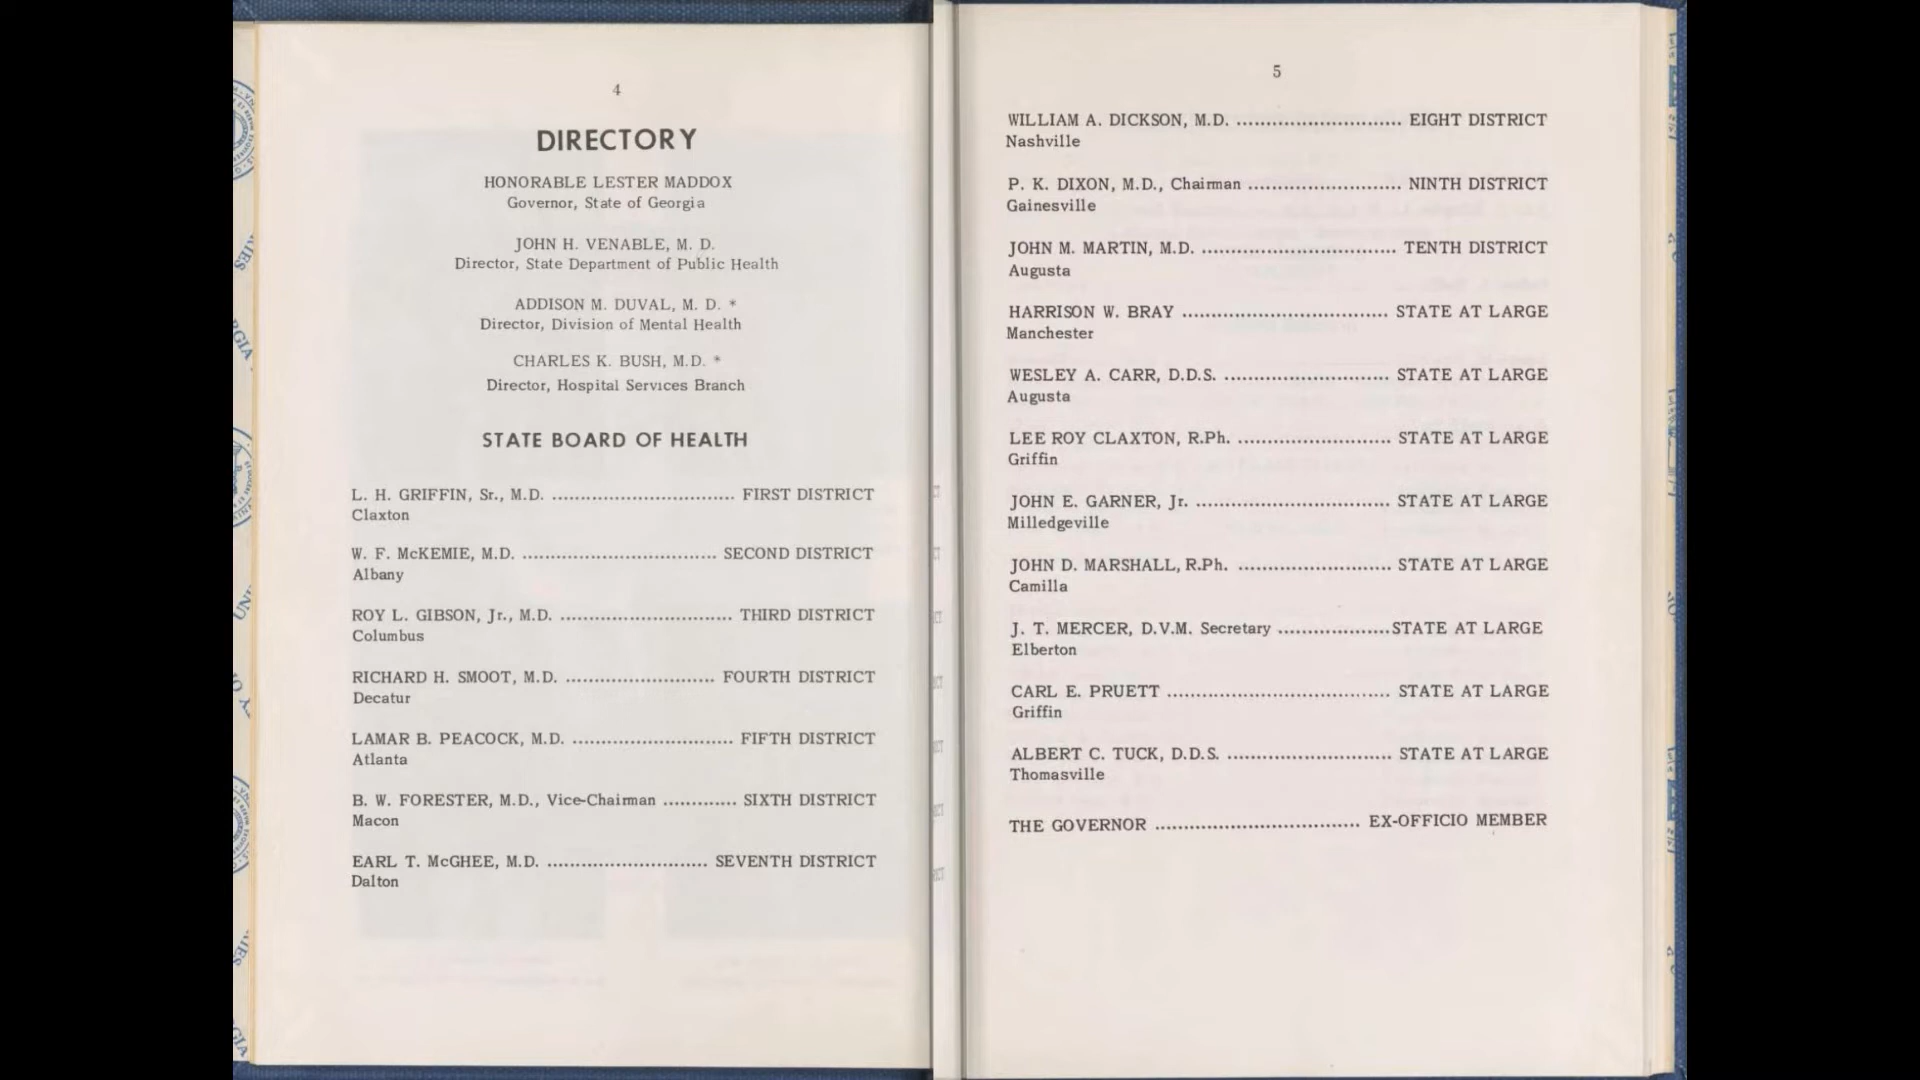 4
DIRECTORY
HONORABLE LESTER MADDOX
Governor, State of Georgia
JOHN H. VENABLE, M. D.
Director, State Department of Public Health
ADDISON M. DUVAL, M. D. *
Director, Division of Mental Health
CHARLES K. BUSH, M.D. *
Director, Hospital Services Branch
STATE BOARD OF HEALTH
L. H. GRIFFIN, Sr., M.D. ................................ FIRST DISTRICT
Claxton
W. F. McKEMIE, M.D. .................................. SECOND DISTRICT
Albany
ROY L. GIBSON, Jr., M.D. .............................. THIRD DISTRICT
Columbus
RICHARD H. SMOOT, M.D. .......................... FOURTH DISTRICT
Decatur
LAMAR B. PEACOCK, M.D. ............................ FIFTH DISTRICT
Atlanta
B. W. FORESTER, M.D., Vice-Chairman ............. SIXTH DISTRICT
Macon
EARL T. McGHEE, M.D. ............................ SEVENTH DISTRICT
Dalton
5
WILLIAM A. DICKSON, M.D. ............................ EIGHT DISTRICT
Nashville
P. K. DIXON, M.D., Chairman .......................... NINTH DISTRICT
Gainesville
JOHN M. MARTIN, M.D. .................................. TENTH DISTRICT
Augusta
HARRISON W. BRAY .................................... STATE AT LARGE
Manchester
WESLEY A. CARR, D.D.S. ............................. STATE AT LARGE
Augusta
LEE ROY CLAXTON, R.Ph. ........................... STATE AT LARGE
Griffin
JOHN E. GARNER, Jr. .................................. STATE AT LARGE
Milledgeville
JOHN D. MARSHALL, R.Ph. ........................... STATE AT LARGE
Camilla
J. T. MERCER, D.V.M. Secretary ...................STATE AT LARGE
Elberton
CARL E. PRUETT ....................................... STATE AT LARGE
Griffin
ALBERT C. TUCK, D.D.S. ............................. STATE AT LARGE
Thomasville
THE GOVERNOR .................................... EX-OFFICIO MEMBER